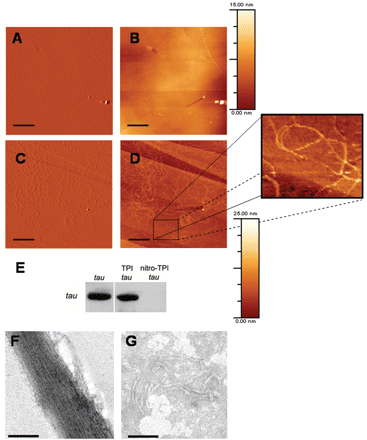 15.00 nm
A
B
0.00 nm
C
D
25.00 nm
E
TPI nitro-TPI
tau tau tau
tau
0.00 nm
F
G